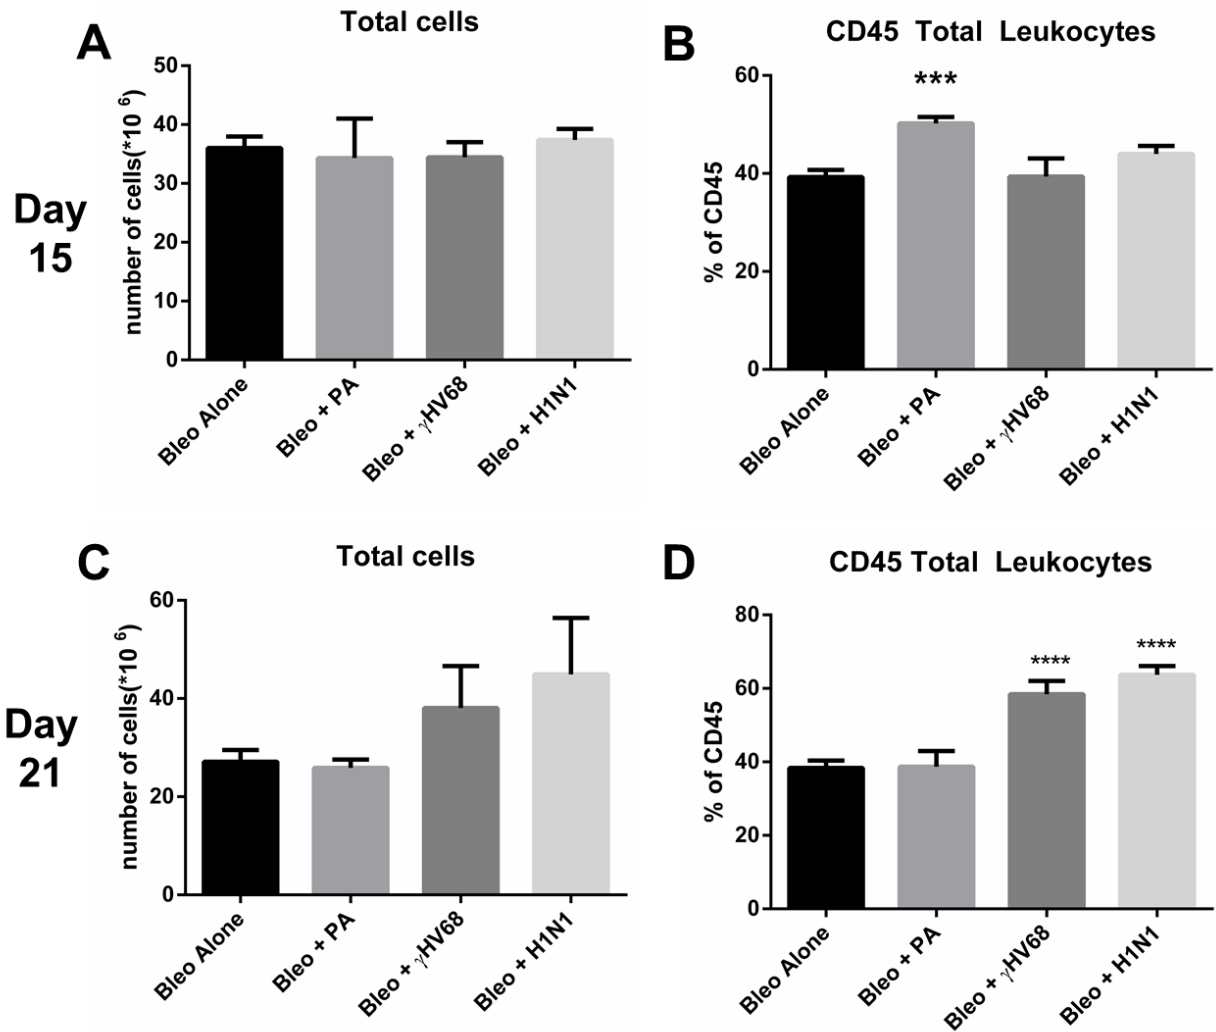 A
Total cells
number of cells(*10 6)
50
40
30
20
10
0
Bleo Alone
Bleo + PA
Bleo + γHV68
Bleo + H1N1
B
CD45 Total Leukocytes
% of CD45
60
40
20
0
***
Bleo Alone
Bleo + PA
Bleo + γHV68
Bleo + H1N1
Day
15
C
Total cells
number of cells(*10 6)
60
40
20
0
Bleo Alone
Bleo + PA
Bleo + γHV68
Bleo + H1N1
D
CD45 Total Leukocytes
% of CD45
80
60
40
20
0
****
****
Bleo Alone
Bleo + PA
Bleo + γHV68
Bleo + H1N1
Day
21